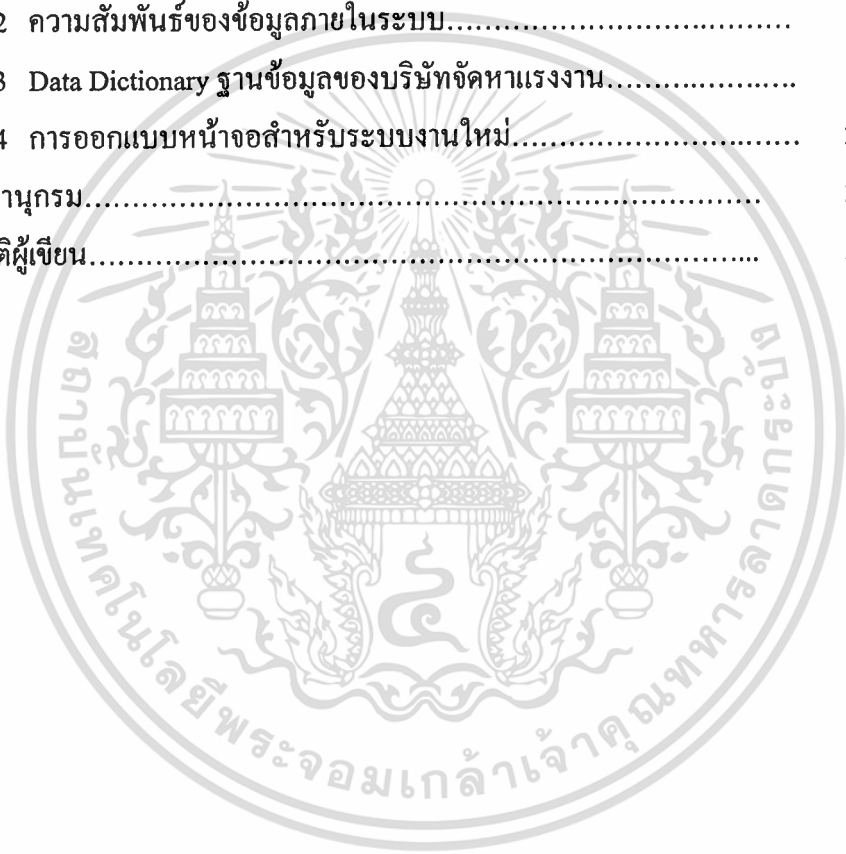 2 ความสัมพันธ์ของข้อมูลภายในระบบ……………………………………
3 Data Dictionary ฐานข้อมูลของบริษัทจัดหาแรงงาน…………………
4 การออกแบบหน้าจอสำหรับระบบงานใหม่……………………………
านุกรม………………………………………………………………………
ติผู้เขียน……………………………………………………………………
สถาบันเทคโนโลยีพระจอมเกล้าเจ้าคุณทหารลาดกระบัง